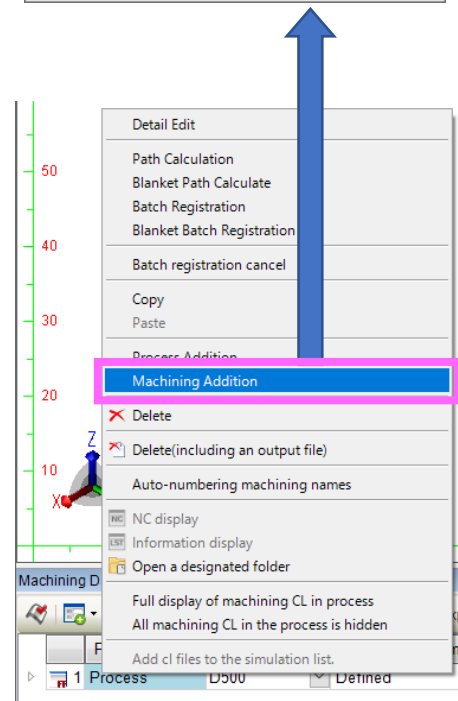 Detail Edit
Path Calculation
50
Blanket Path Calculate
Batch Registration
Blanket Batch Registration
40
Batch registration cancel
Copy
30
Paste
Process Addition
Machining Addition
20
Delete
Z
Delete(including an output file)
10
Auto-numbering machining names
X
NC NC display
LST Information display
Open a designated folder
Machining D
Full display of machining CL in process
All machining CL in the process is hidden
F
Add cl files to the simulation list.
1 Process D500 Defined